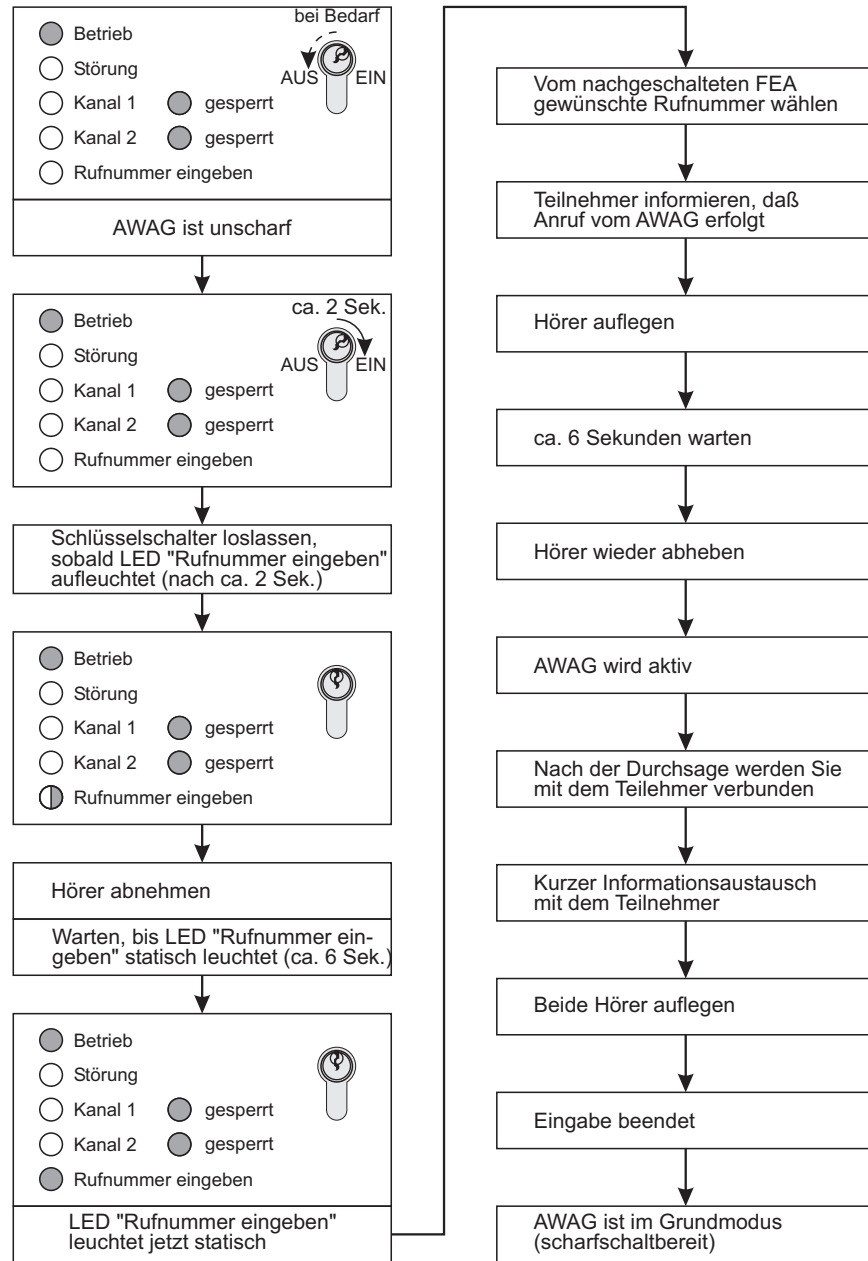 bei Bedarf
Betrieb
Störung
AUS EIN
Kanal 1 gesperrt
Kanal 2 gesperrt
Rufnummer eingeben
AWAG ist unscharf
ca. 2 Sek.
Betrieb
Störung
AUS EIN
Kanal 1 gesperrt
Kanal 2 gesperrt
Rufnummer eingeben
Schlüsselschalter loslassen,
sobald LED "Rufnummer eingeben"
aufleuchtet (nach ca. 2 Sek.)
Betrieb
Störung
Kanal 1 gesperrt
Kanal 2 gesperrt
Rufnummer eingeben
Hörer abnehmen
Warten, bis LED "Rufnummer ein-
geben" statisch leuchtet (ca. 6 Sek.)
Betrieb
Störung
Kanal 1 gesperrt
Kanal 2 gesperrt
Rufnummer eingeben
LED "Rufnummer eingeben"
leuchtet jetzt statisch
Vom nachgeschalteten FEA
gewünschte Rufnummer wählen
Teilnehmer informieren, daß
Anruf vom AWAG erfolgt
Hörer auflegen
ca. 6 Sekunden warten
Hörer wieder abheben
AWAG wird aktiv
Nach der Durchsage werden Sie
mit dem Teilehmer verbunden
Kurzer Informationsaustausch
mit dem Teilnehmer
Beide Hörer auflegen
Eingabe beendet
AWAG ist im Grundmodus
(scharfschaltbereit)